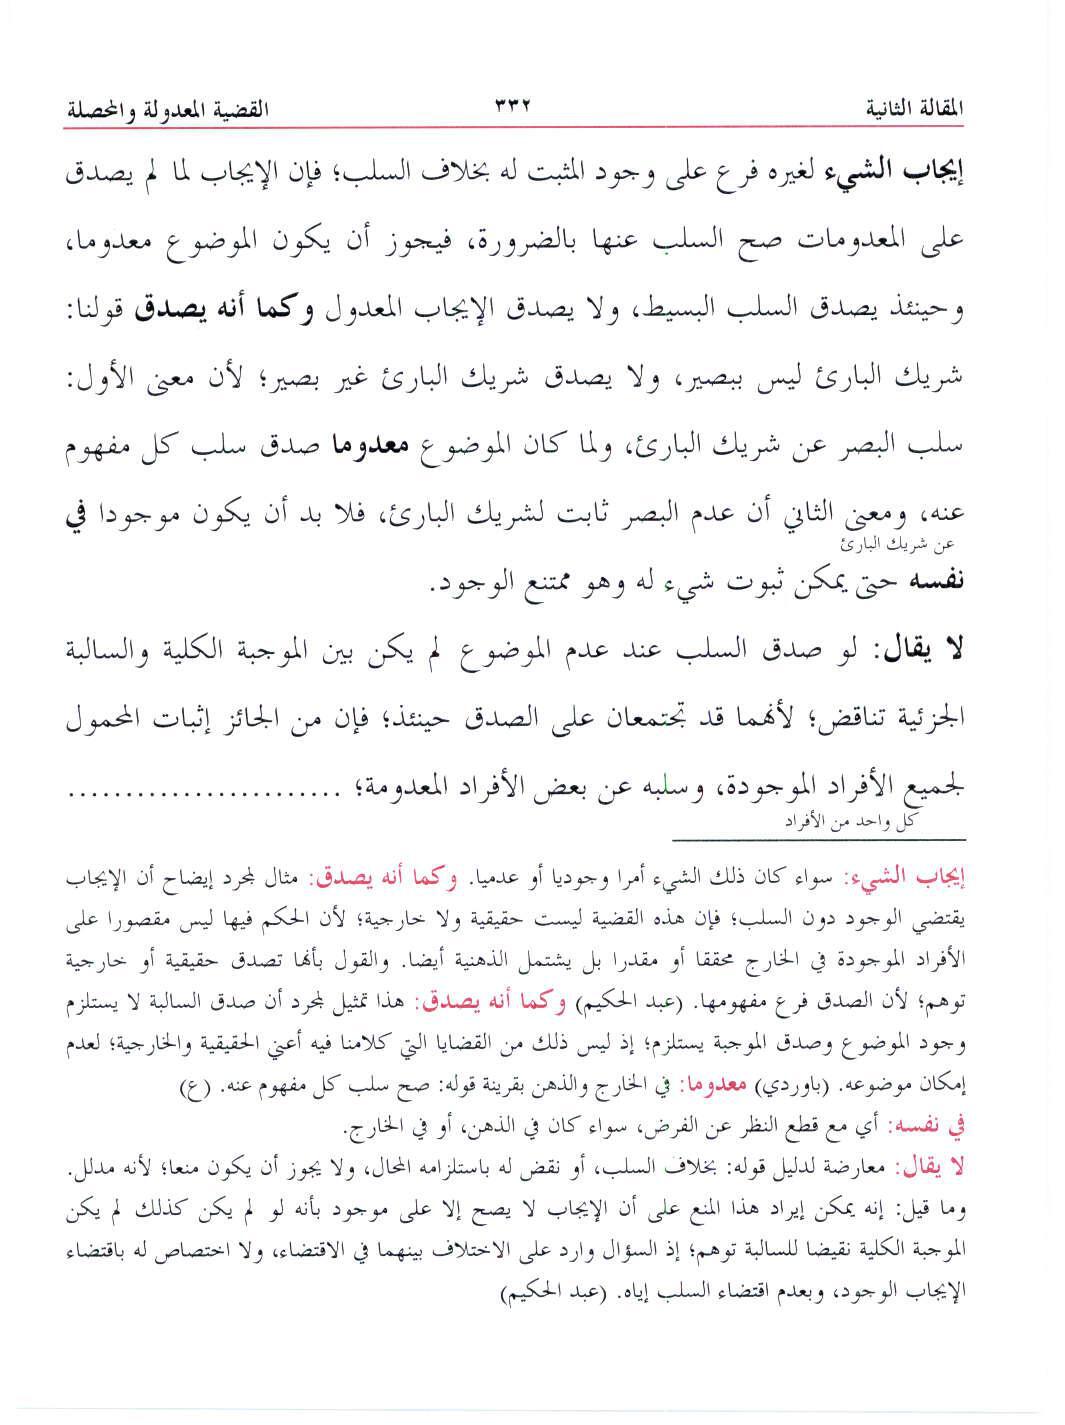 المقالة الثانية ٣٣٢ القضية المعدولة والمحصلة
إيجاب الشيء لغيره فرع على وجود المثبت له بخلاف السلب؛ فإن الإيجاب لما لم يصدق
على المعدومات صح السلب عنها بالضرورة، فيجوز أن يكون الموضوع معدوما،
وحينئذ يصدق السلب البسيط، ولا يصدق الإيجاب المعدول وكما أنه يصدق قولنا:
شريك البارئ ليس ببصير، ولا يصدق شريك البارئ غير بصير؛ لأن معنى الأول:
سلب البصر عن شريك البارئ، ولما كان الموضوع معدوما صدق سلب كل مفهوم
عنه، ومعنى الثاني أن عدم البصر ثابت لشريك البارئ، فلا بد أن يكون موجودا في
عن شريك البارئ
نفسه حتى يمكن ثبوت شيء له وهو ممتنع الوجود.
لا يقال: لو صدق السلب عند عدم الموضوع لم يكن بين الموجبة الكلية والسالبة
الجزئية تناقض؛ لأنهما قد تجتمعان على الصدق حينئذ؛ فإن من الجائز إثبات المحمول
لجميع الأفراد الموجودة، وسلبه عن بعض الأفراد المعدومة؛ ........................
كل واحد من الأفراد
إيجاب الشيء: سواء كان ذلك الشيء أمرا وجوديا أو عدميا. وكما أنه يصدق: مثال لمجرد إيضاح أن الإيجاب
يقتضي الوجود دون السلب؛ فإن هذه القضية ليست حقيقية ولا خارجية؛ لأن الحكم فيها ليس مقصورا على
الأفراد الموجودة في الخارج محققا أو مقدرا بل يشتمل الذهنية أيضا. والقول بأنها تصدق حقيقية أو خارجية
توهم؛ لأن الصدق فرع مفهومها. (عبد الحكيم) وكما أنه يصدق: هذا تمثيل لمجرد أن صدق السالبة لا يستلزم
وجود الموضوع وصدق الموجبة يستلزم؛ إذ ليس ذلك من القضايا التي كلامنا فيه أعني الحقيقية والخارجية؛ لعدم
إمكان موضوعه. (باوردي) معدوما: في الخارج والذهن بقرينة قوله: صح سلب كل مفهوم عنه. (ع)
في نفسه: أي مع قطع النظر عن الفرض، سواء كان في الذهن، أو في الخارج.
لا يقال: معارضة لدليل قوله: بخلاف السلب، أو نقض له باستلزامه المحال، ولا يجوز أن يكون منعا؛ لأنه مدلل.
وما قيل: إنه يمكن إيراد هذا المنع على أن الإيجاب لا يصح إلا على موجود بأنه لو لم يكن كذلك لم يكن
الموجبة الكلية نقيضا للسالبة توهم؛ إذ السؤال وارد على الاختلاف بينهما في الاقتضاء، ولا اختصاص له باقتضاء
الإيجاب الوجود، وبعدم اقتضاء السلب إياه. (عبد الحكيم)